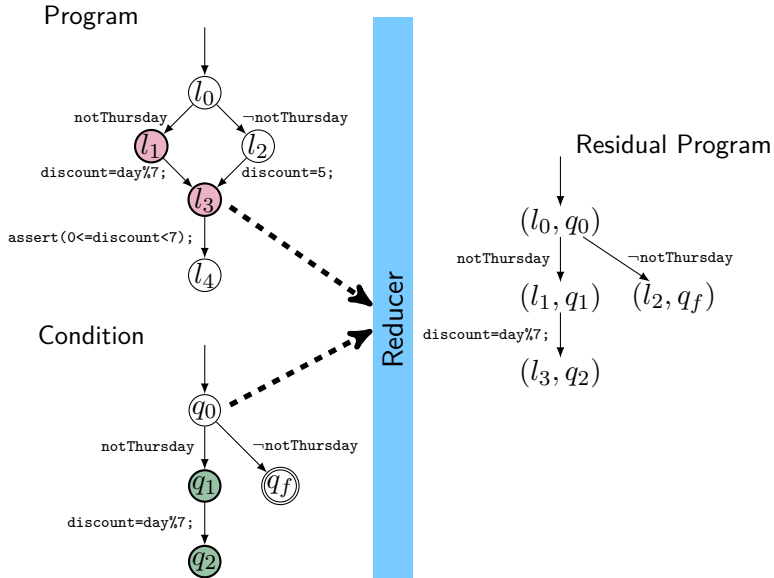 Program
l0
notThursday
¬notThursday
l1
l2
discount=day%7;
discount=5;
l3
assert(0<=discount<7);
l4
Condition
q0
notThursday
¬notThursday
q1
qf
discount=day%7;
q2
Reducer
Residual Program
(l0, q0)
notThursday
¬notThursday
(l1, q1)
(l2, qf)
discount=day%7;
(l3, q2)